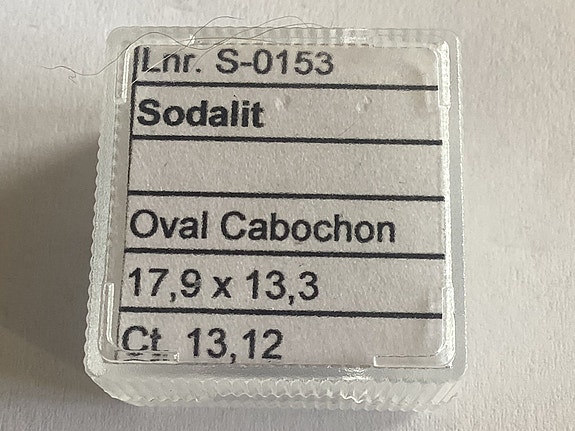 Lnr. S-0153
Sodalit
Oval Cabochon
17,9 x 13,3
Ct. 13,12